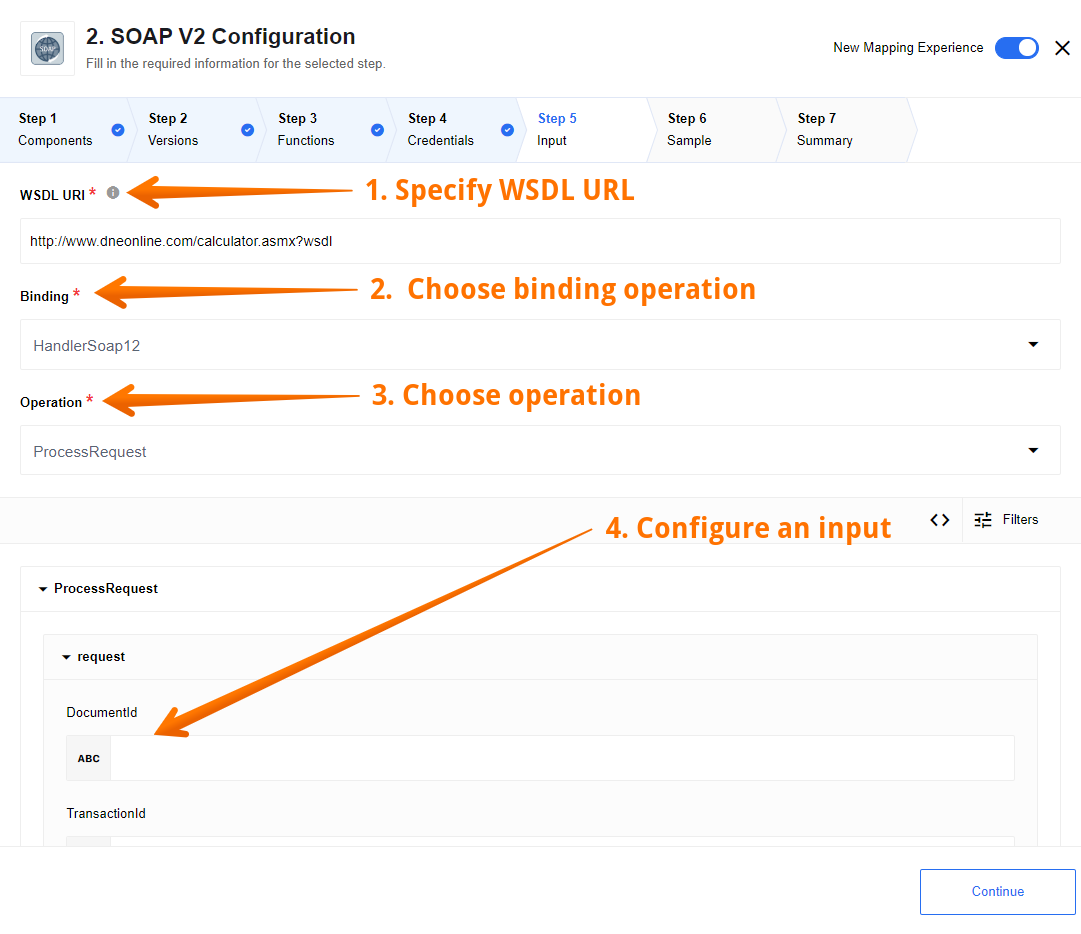 2. SOAP V2 Configuration
Fill in the required information for the selected step.
New Mapping Experience
SOAP
Step 1
Components
Step 2
Versions
Step 3
Functions
Step 4
Credentials
Step 5
Input
Step 6
Sample
Step 7
Summary
WSDL URI *
1. Specify WSDL URL
http://www.dneonline.com/calculator.asmx?wsdl
Binding *
2. Choose binding operation
HandlerSoap12
Operation *
3. Choose operation
ProcessRequest
4. Configure an input
Filters
ProcessRequest
request
DocumentId
ABC
TransactionId
Continue